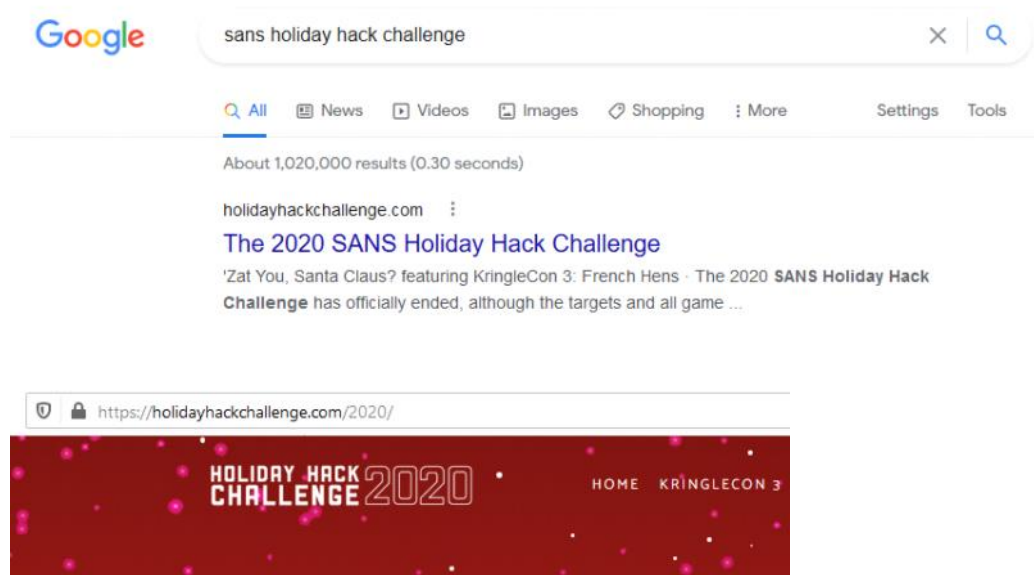 Google
sans holiday hack challenge
All News Videos Images Shopping More Settings Tools
About 1,020,000 results (0.30 seconds)
holidayhackchallenge.com
The 2020 SANS Holiday Hack Challenge
'Zat You, Santa Claus? featuring KringleCon 3: French Hens · The 2020 SANS Holiday Hack
Challenge has officially ended, although the targets and all game ...
https://holidayhackchallenge.com/2020/
HOLIDAY HACK
CHALLENGE 2020
HOME KRINGLECON 3